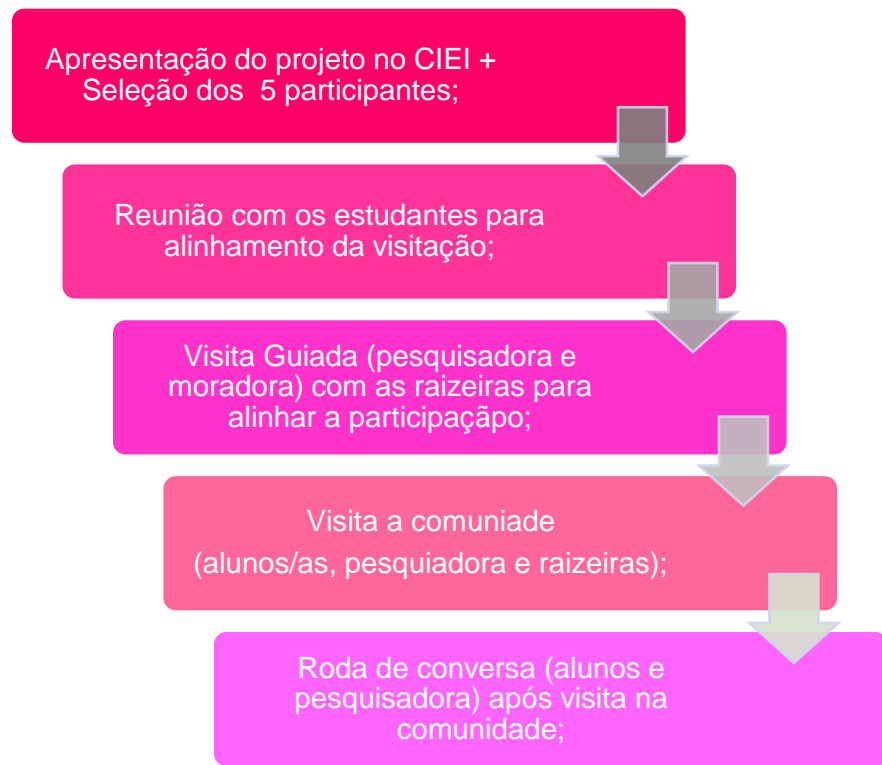 Apresentação do projeto no CIEI +
Seleção dos 5 participantes;
Reunião com os estudantes para
alinhamento da visitação;
Visita Guiada (pesquisadora e
moradora) com as raizeiras para
alinhar a participaçãpo;
Visita a comuniade
(alunos/as, pesquiadora e raizeiras);
Roda de conversa (alunos e
pesquisadora) após visita na
comunidade;